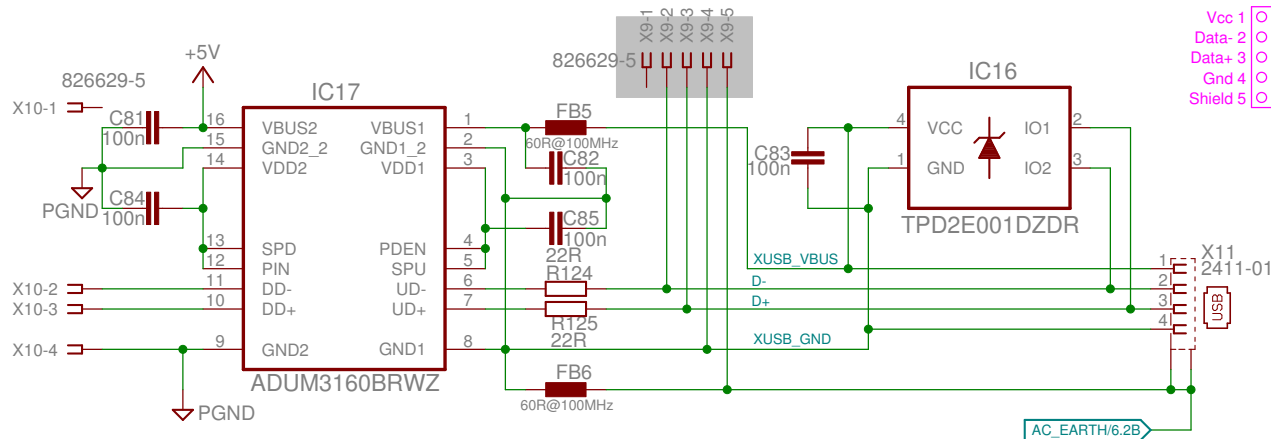 X9-1
X9-2
X9-3
X9-4
X9-5
Vcc 1
Data- 2
Data+ 3
Gnd 4
Shield 5
+5V
826629-5
826629-5
IC17
IC16
X10-1
C81
100n
16
15
14
VBUS2
GND2_2
VDD2
VBUS1
GND1_2
VDD1
1
2
3
FB5
60R@100MHz
C82
100n
C83
100n
4
1
VCC
GND
IO1
IO2
2
3
TPD2E001DZDR
PGND
C84
100n
C85
100n
13
12
11
10
9
SPD
PIN
DD-
DD+
GND2
PDEN
SPU
UD-
UD+
GND1
4
5
6
7
8
22R
R124
R125
22R
X10-2
X10-3
X10-4
XUSB_VBUS
D-
D+
XUSB_GND
X11
2411-01
1
2
3
4
USB
ADUM3160BRWZ
FB6
60R@100MHz
PGND
AC_EARTH/6.2B